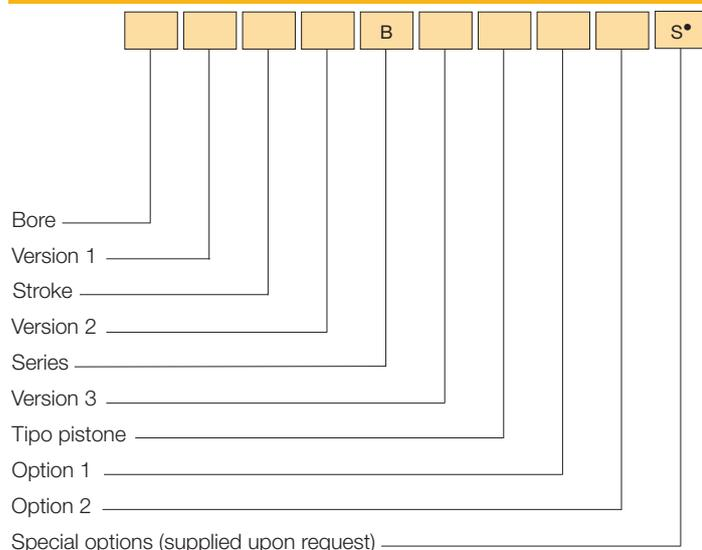 B S•
Bore
Version 1
Stroke
Version 2
Series
Version 3
Tipo pistone
Option 1
Option 2
Special options (supplied upon request)